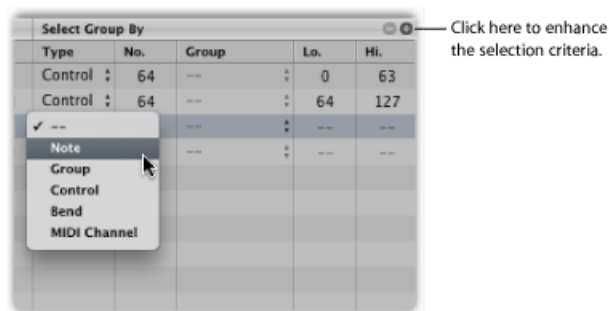 Select Group By
Click here to enhance
the selection criteria.
Type No. Group Lo. Hi.
Control 64 -- 0 63
Control 64 -- 64 127
✓ -- -- -- --
Note -- -- --
Group
Control
Bend
MIDI Channel